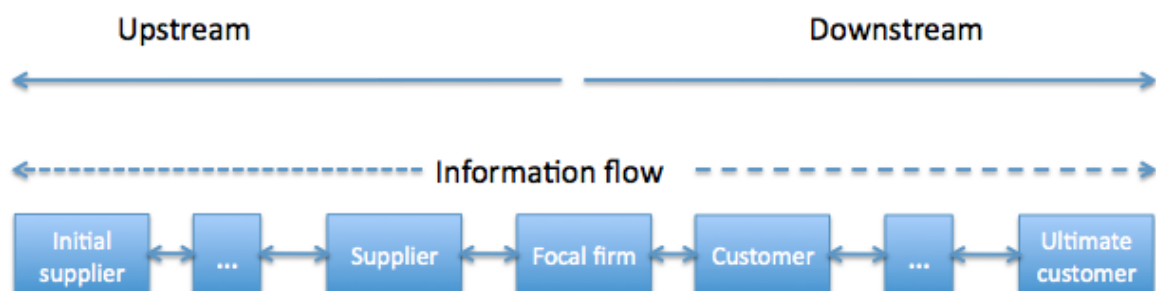 Upstream Downstream
Information flow
Initial supplier ... Supplier Focal firm Customer ... Ultimate customer